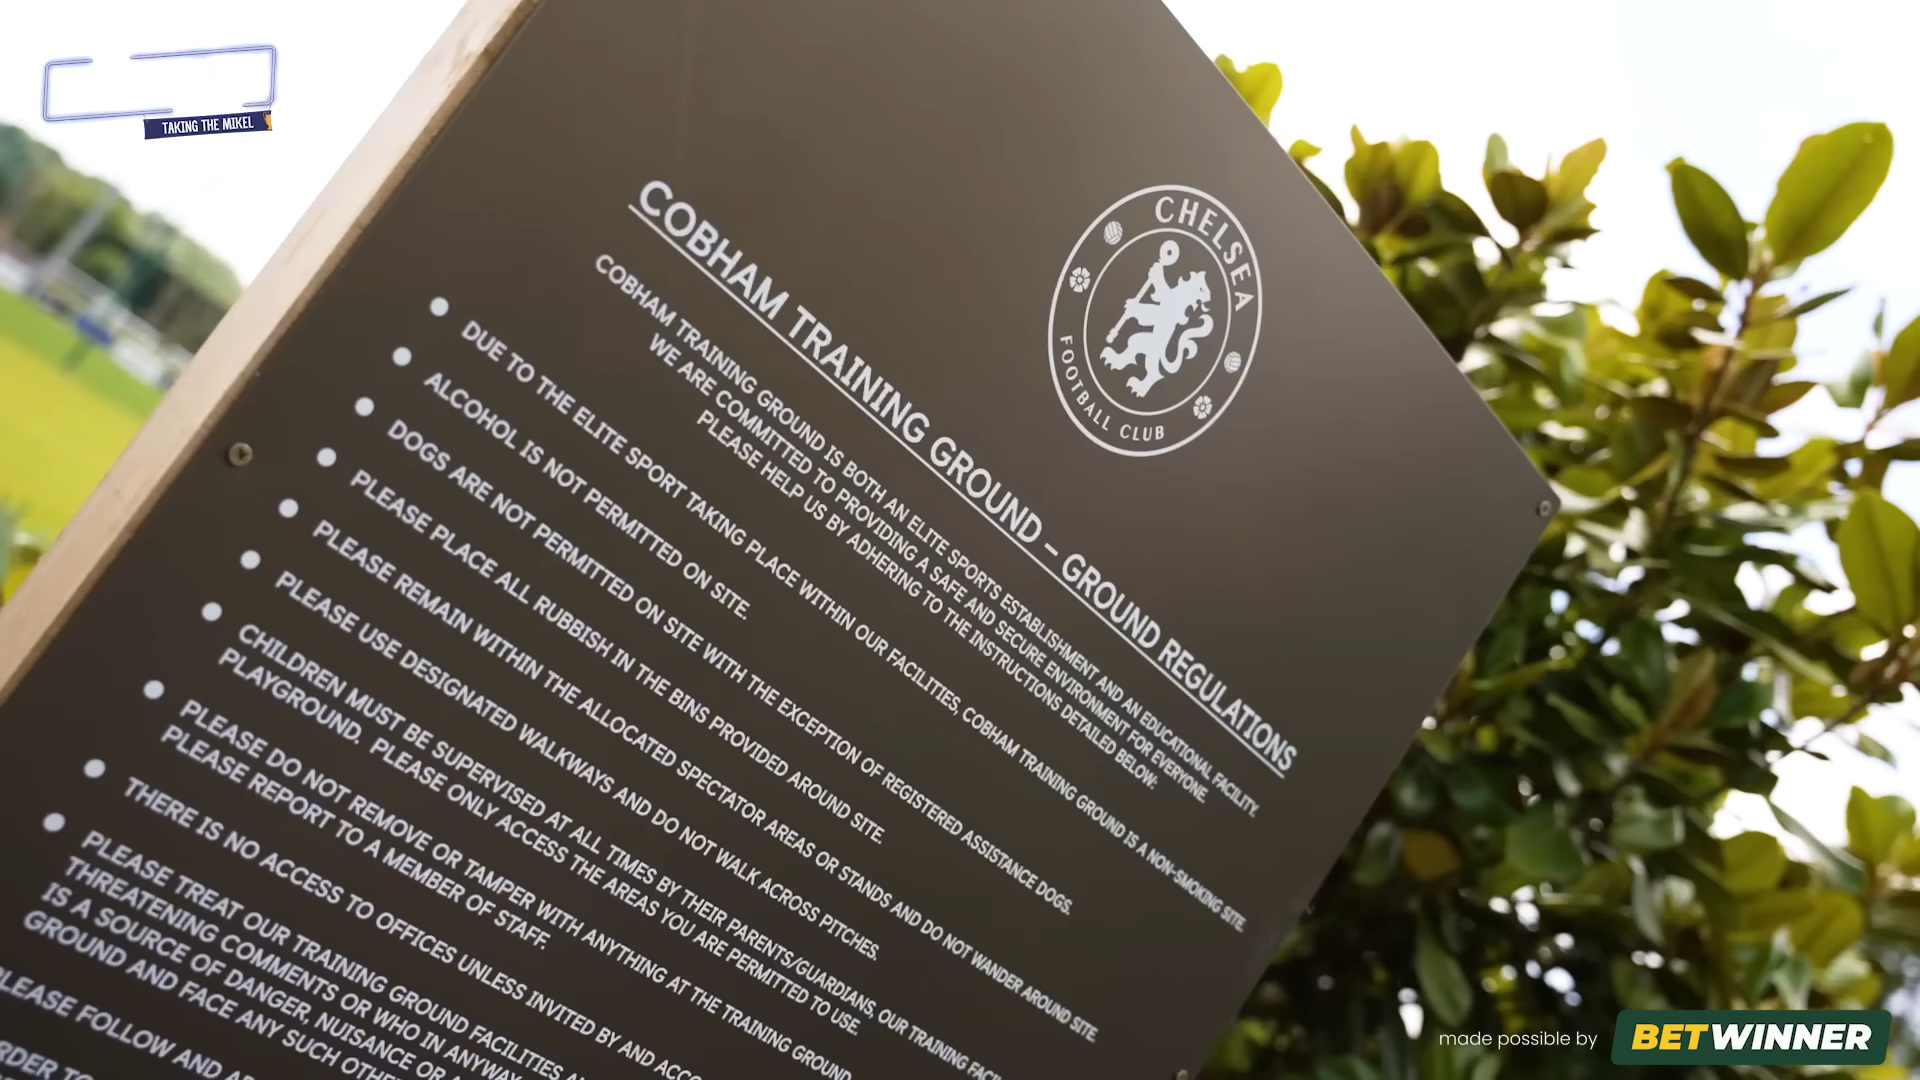 TAKING THE MIKEL
CHELSEA
FOOTBALL CLUB
COBHAM TRAINING GROUND – GROUND REGULATIONS
COBHAM TRAINING GROUND IS BOTH AN ELITE SPORTS ESTABLISHMENT AND AN EDUCATIONAL FACILITY.
WE ARE COMMITTED TO PROVIDING A SAFE AND SECURE ENVIRONMENT FOR EVERYONE.
PLEASE HELP US BY ADHERING TO THE INSTRUCTIONS DETAILED BELOW:
● DUE TO THE ELITE SPORT TAKING PLACE WITHIN OUR FACILITIES, COBHAM TRAINING GROUND IS A NON-SMOKING SITE.
● ALCOHOL IS NOT PERMITTED ON SITE.
● DOGS ARE NOT PERMITTED ON SITE WITH THE EXCEPTION OF REGISTERED ASSISTANCE DOGS.
● PLEASE PLACE ALL RUBBISH IN THE BINS PROVIDED AROUND SITE.
● PLEASE REMAIN WITHIN THE ALLOCATED SPECTATOR AREAS OR STANDS AND DO NOT WANDER AROUND SITE.
● PLEASE USE DESIGNATED WALKWAYS AND DO NOT WALK ACROSS PITCHES.
● CHILDREN MUST BE SUPERVISED AT ALL TIMES BY THEIR PARENTS/GUARDIANS, OUR TRAINING
PLAYGROUND. PLEASE ONLY ACCESS THE AREAS YOU ARE PERMITTED TO USE.
● PLEASE DO NOT REMOVE OR TAMPER WITH ANYTHING AT THE TRAINING GROUND
PLEASE REPORT TO A MEMBER OF STAFF.
● THERE IS NO ACCESS TO OFFICES UNLESS INVITED BY AND
● PLEASE TREAT OUR TRAINING GROUND FACILITIES
THREATENING COMMENTS OR WHO IN ANYWAY
IS A SOURCE OF DANGER, NUISANCE OR
GROUND AND FACE ANY SUCH
FOLLOW AND
made possible by BETWINNER